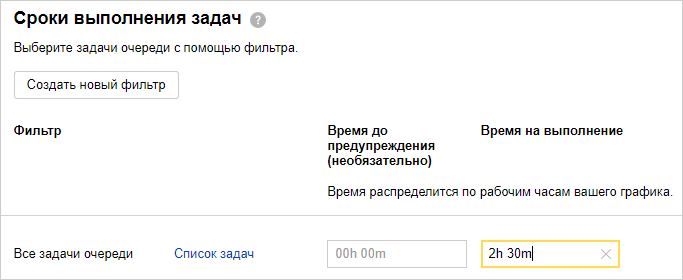 Сроки выполнения задач ?
Выберите задачи очереди с помощью фильтра.
Создать новый фильтр
Фильтр
Время до
предупреждения
(необязательно)
Время на выполнение
Время распределится по рабочим часам вашего графика.
Все задачи очереди Список задач 00h 00m 2h 30m